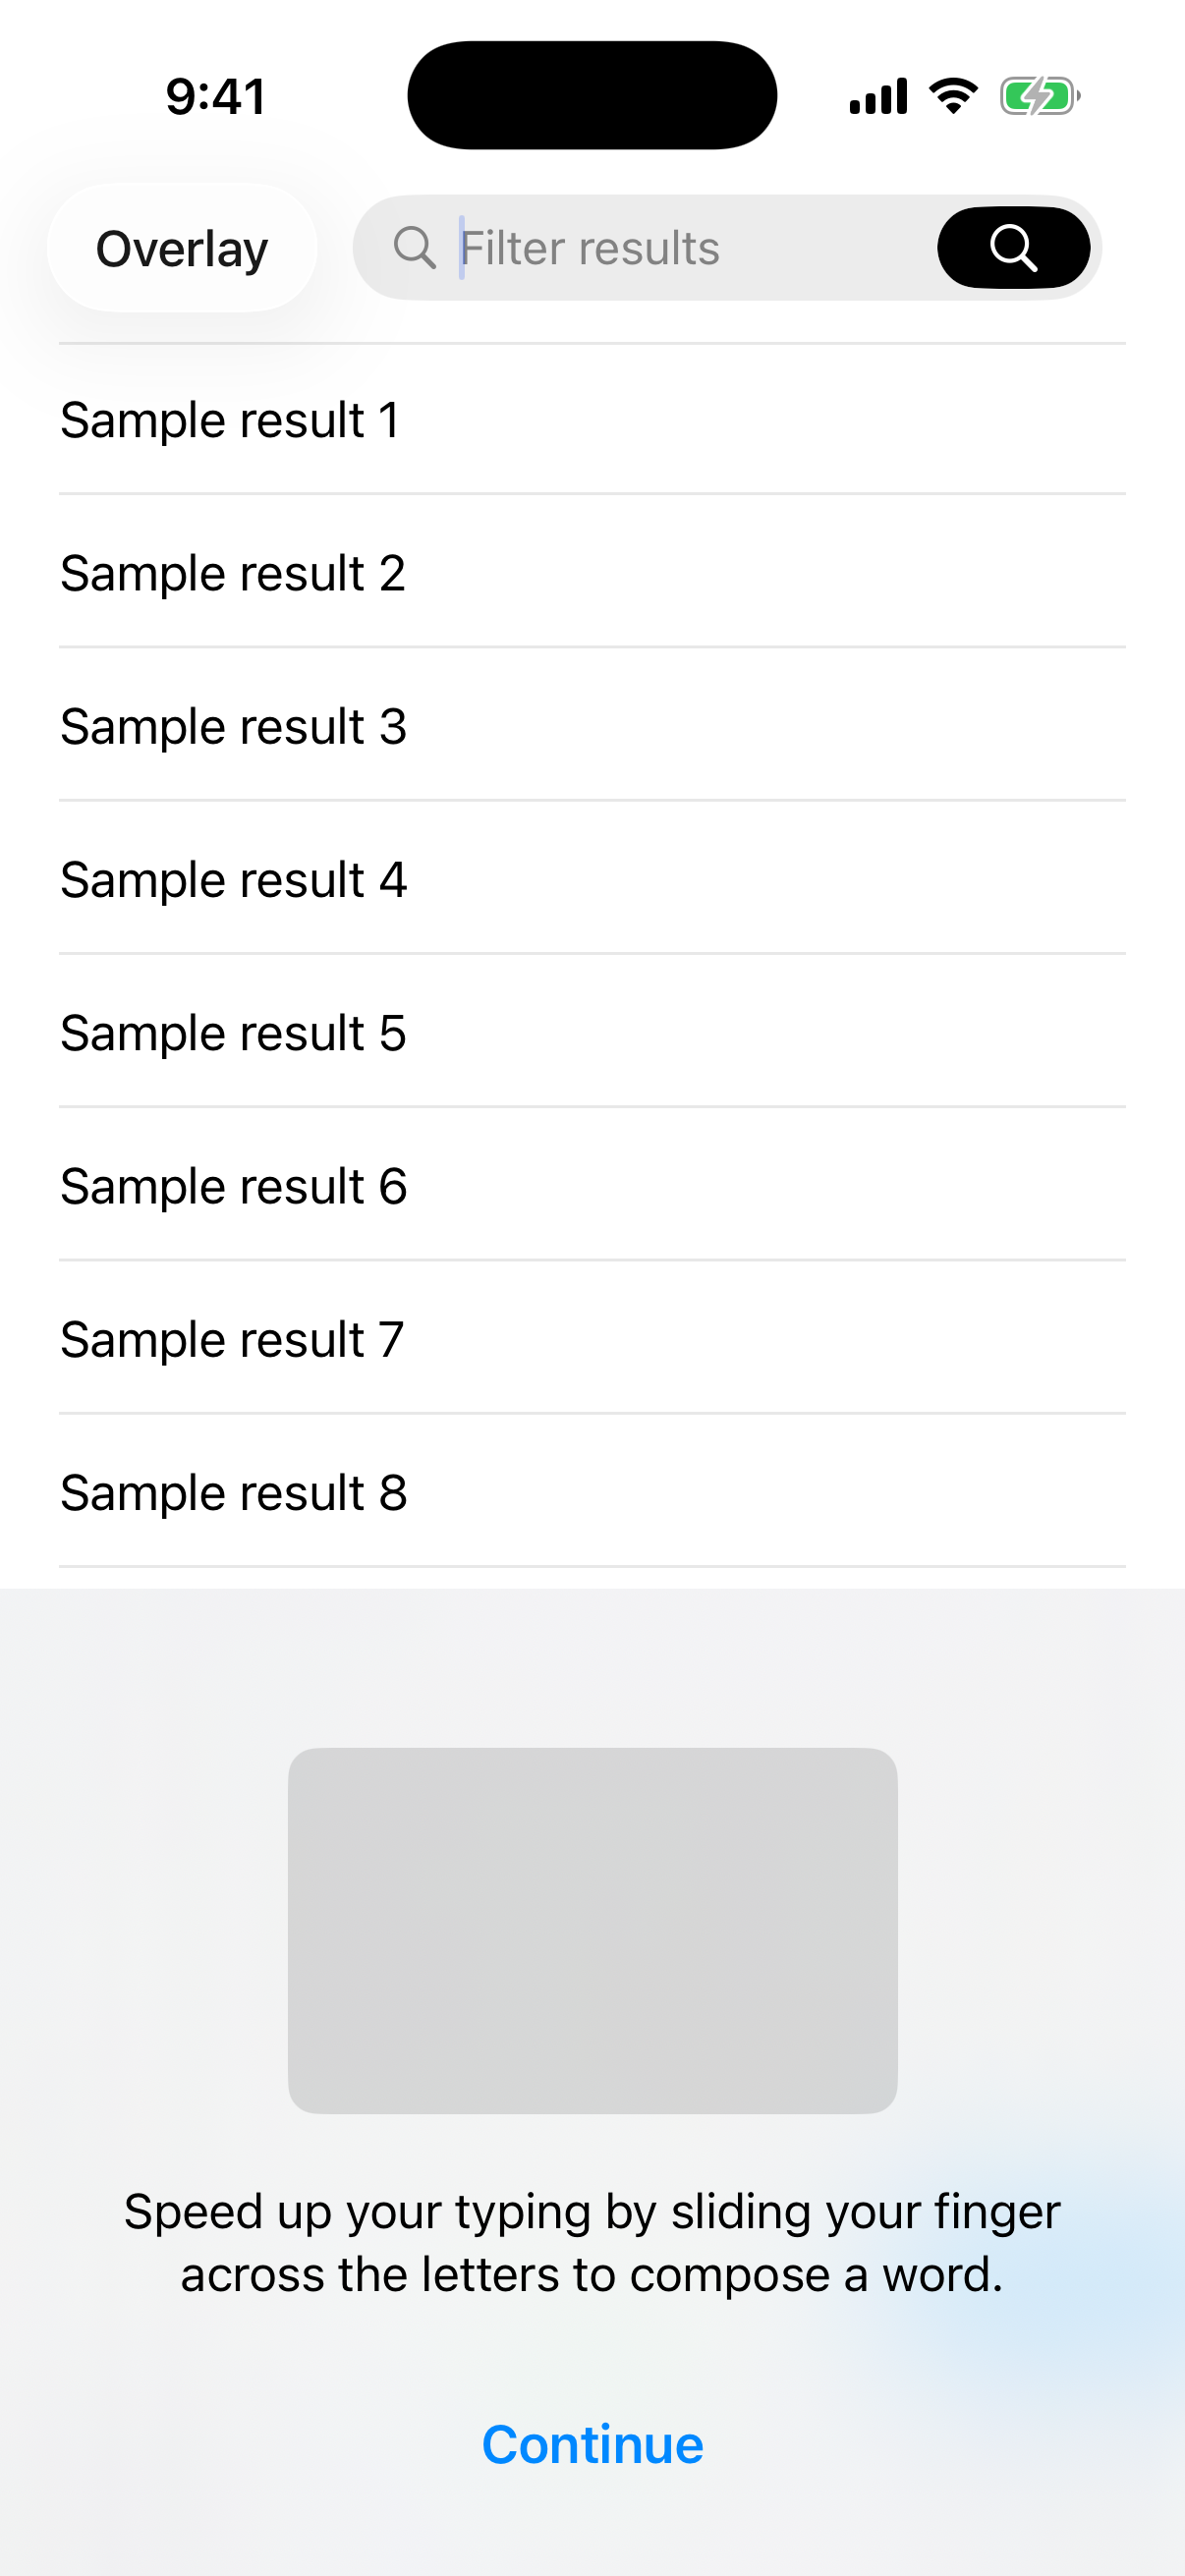 9:41
Overlay
Filter results
Sample result 1
Sample result 2
Sample result 3
Sample result 4
Sample result 5
Sample result 6
Sample result 7
Sample result 8
Speed up your typing by sliding your finger
across the letters to compose a word.
Continue